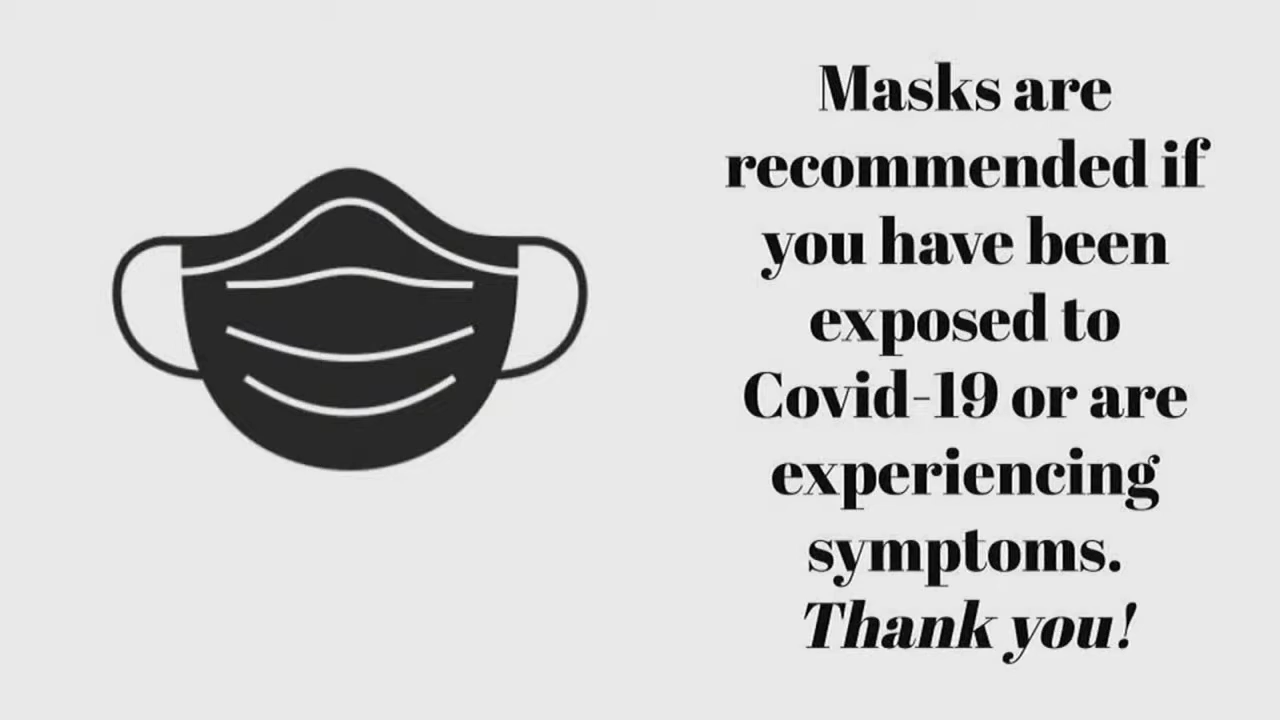 Masks are
recommended if
you have been
exposed to
Covid-19 or are
experiencing
symptoms.
Thank you!